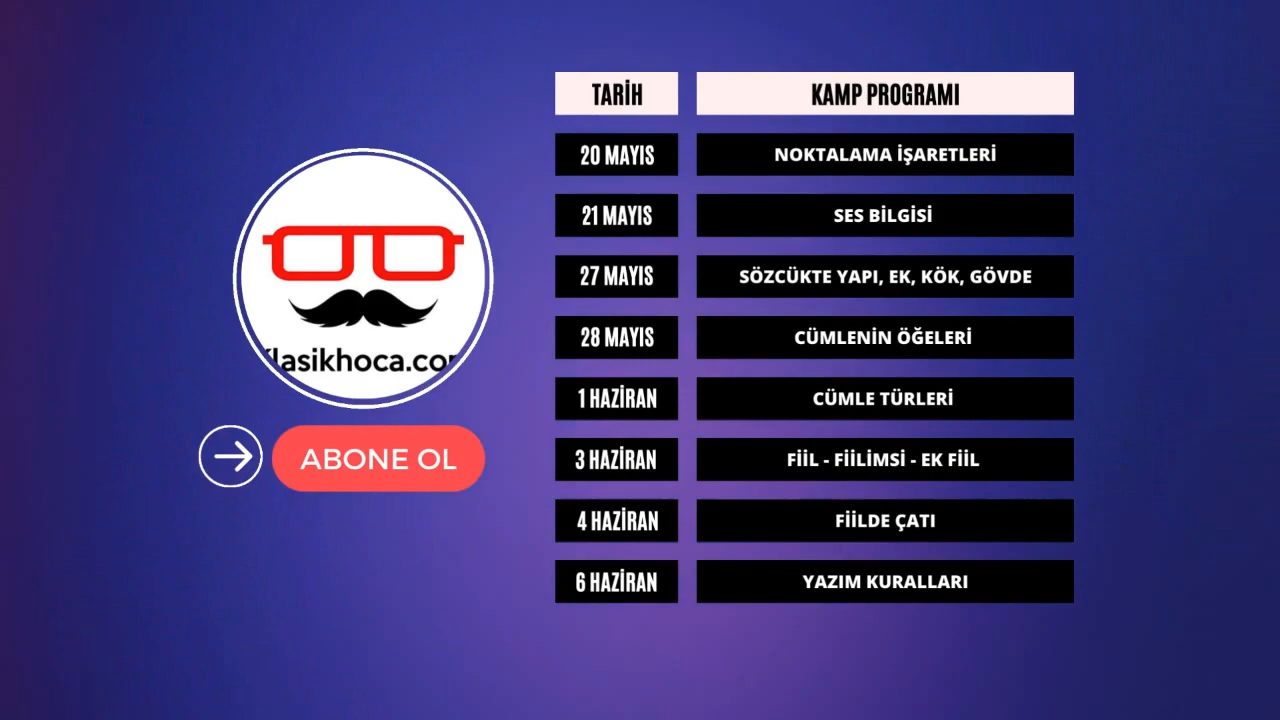 TARİH KAMP PROGRAMI
20 MAYIS NOKTALAMA İŞARETLERİ
21 MAYIS SES BİLGİSİ
27 MAYIS SÖZCÜKTE YAPI, EK, KÖK, GÖVDE
28 MAYIS CÜMLENİN ÖĞELERİ
1 HAZİRAN CÜMLE TÜRLERİ
3 HAZİRAN FİİL - FİİLİMSİ - EK FİİL
4 HAZİRAN FİİLDE ÇATI
6 HAZİRAN YAZIM KURALLARI
klasikhoca.com
ABONE OL